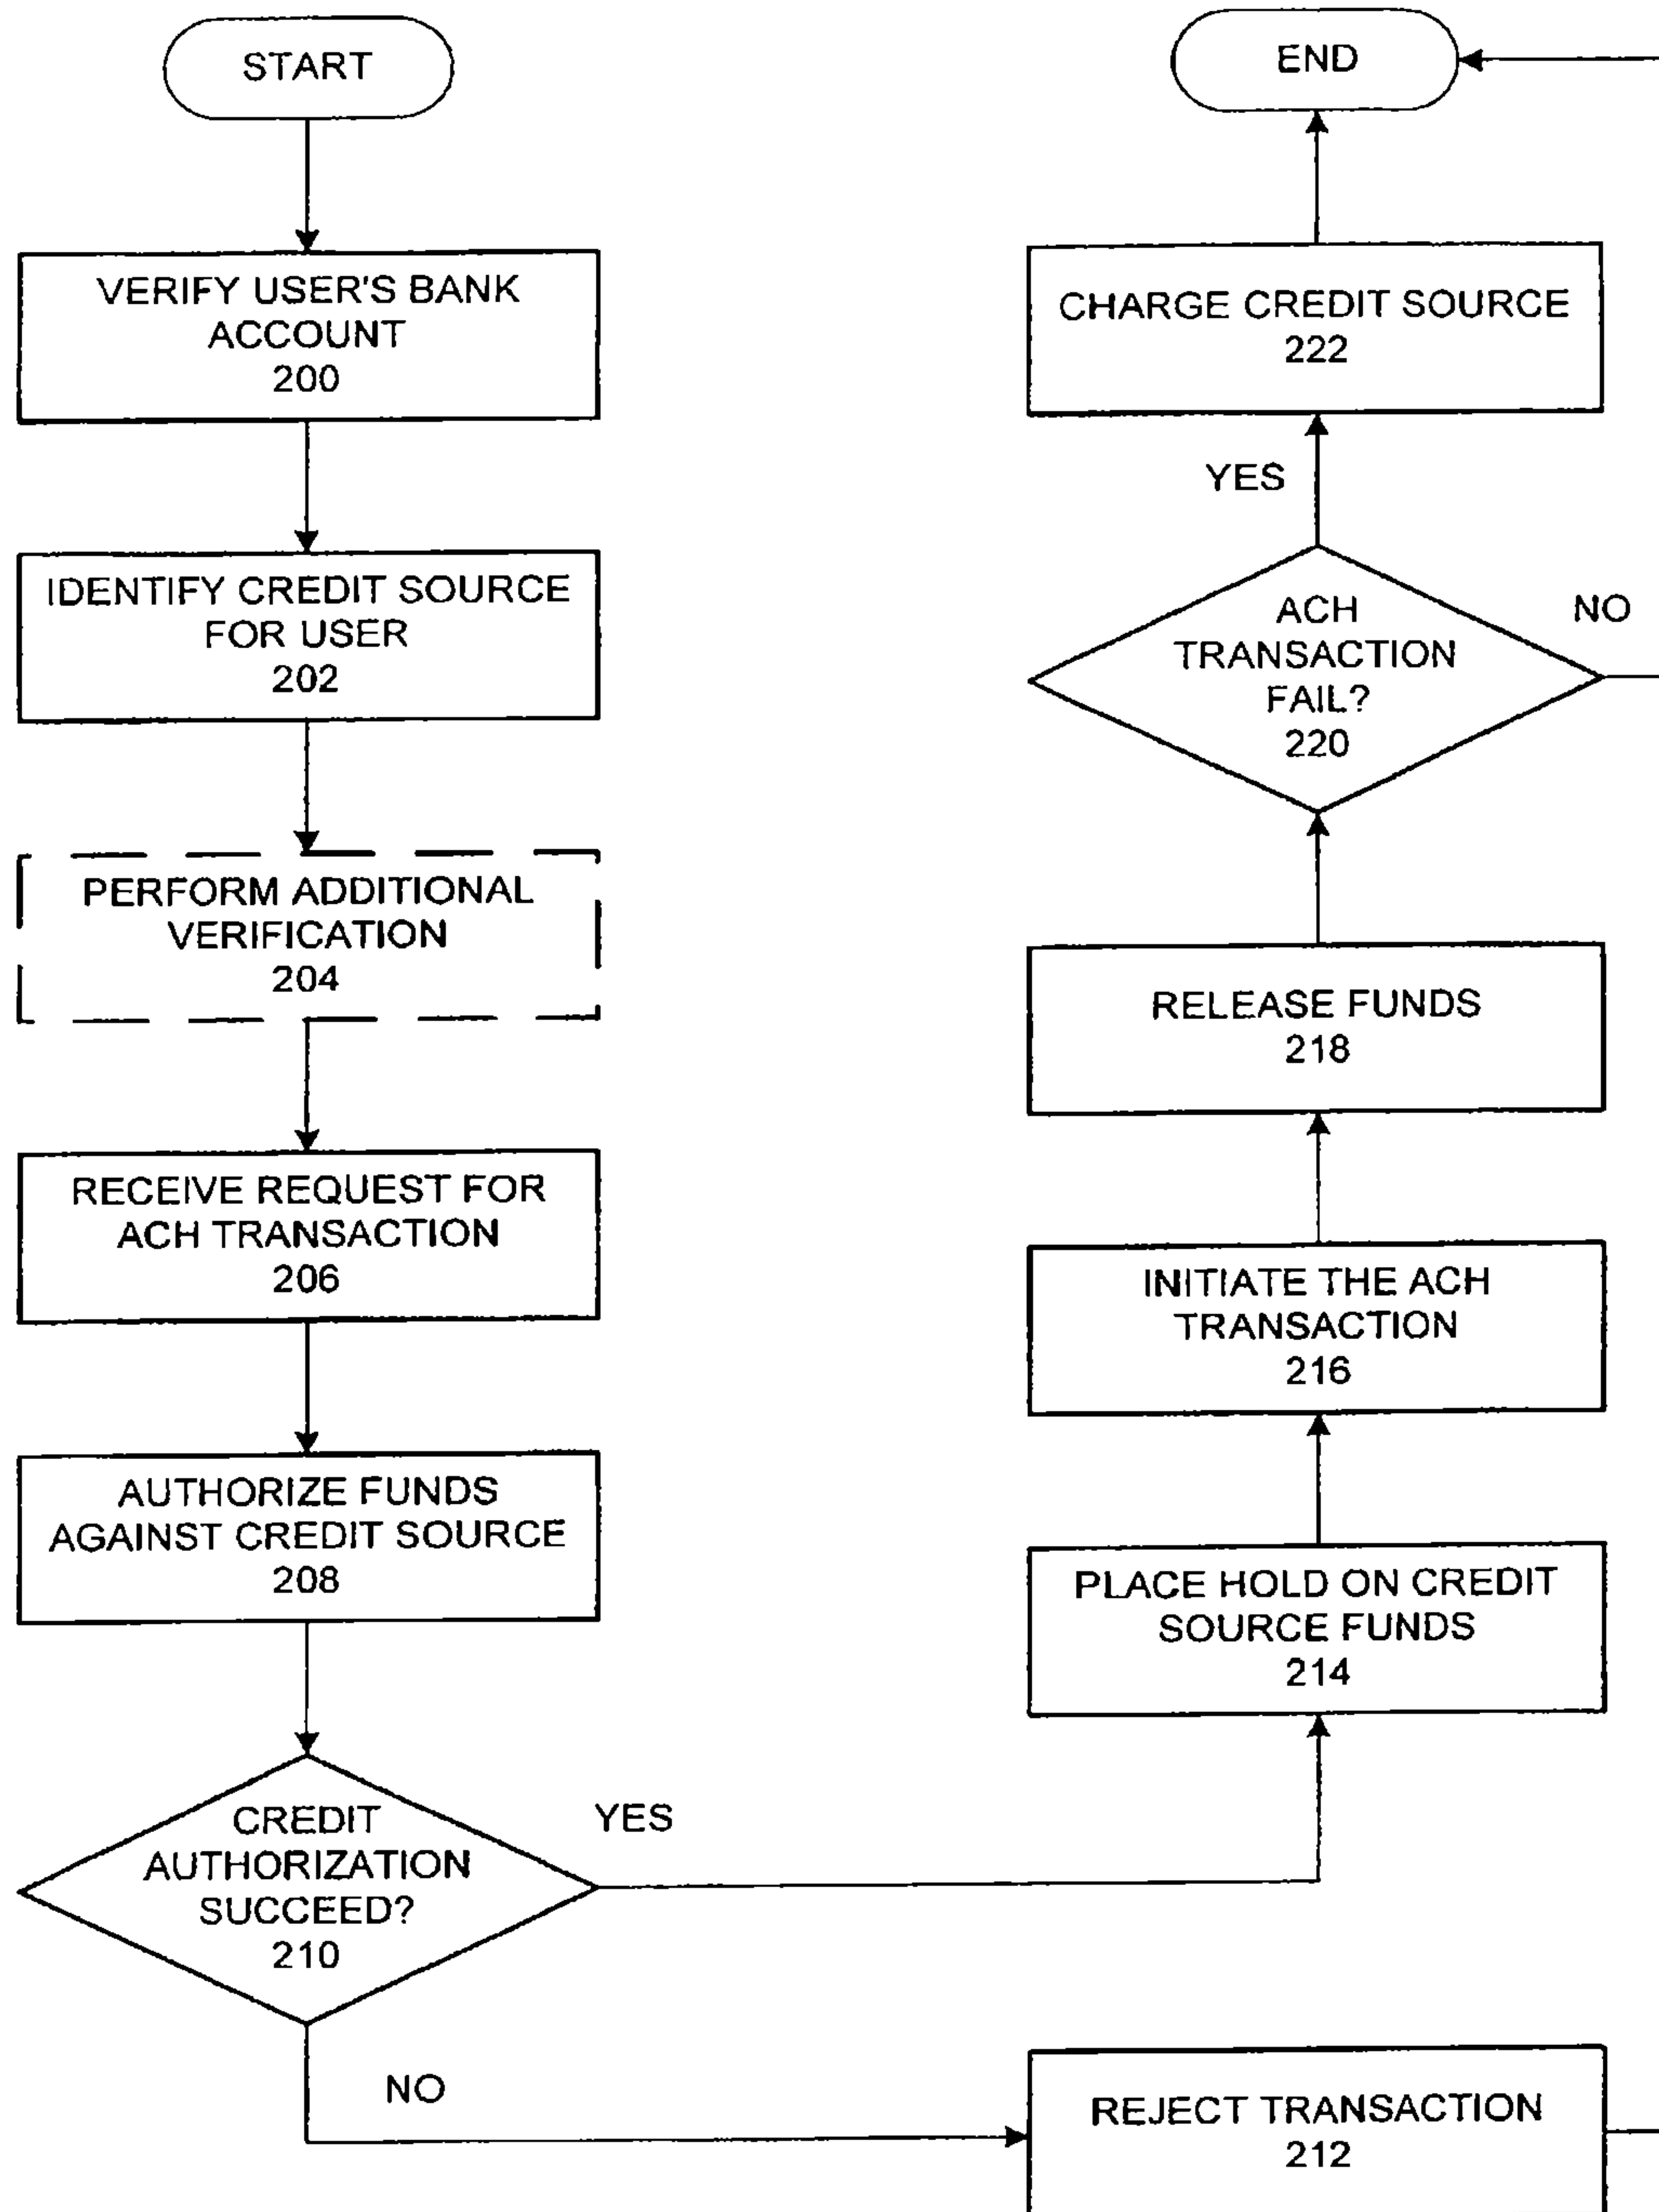 START
VERIFY USER'S BANK
ACCOUNT
200
IDENTIFY CREDIT SOURCE
FOR USER
202
PERFORM ADDITIONAL
VERIFICATION
204
RECEIVE REQUEST FOR
ACH TRANSACTION
206
AUTHORIZE FUNDS
AGAINST CREDIT SOURCE
208
CREDIT
AUTHORIZATION
SUCCEED?
210
YES
NO
REJECT TRANSACTION
212
PLACE HOLD ON CREDIT
SOURCE FUNDS
214
INITIATE THE ACH
TRANSACTION
216
RELEASE FUNDS
218
ACH
TRANSACTION
FAIL?
220
YES
NO
CHARGE CREDIT SOURCE
222
END